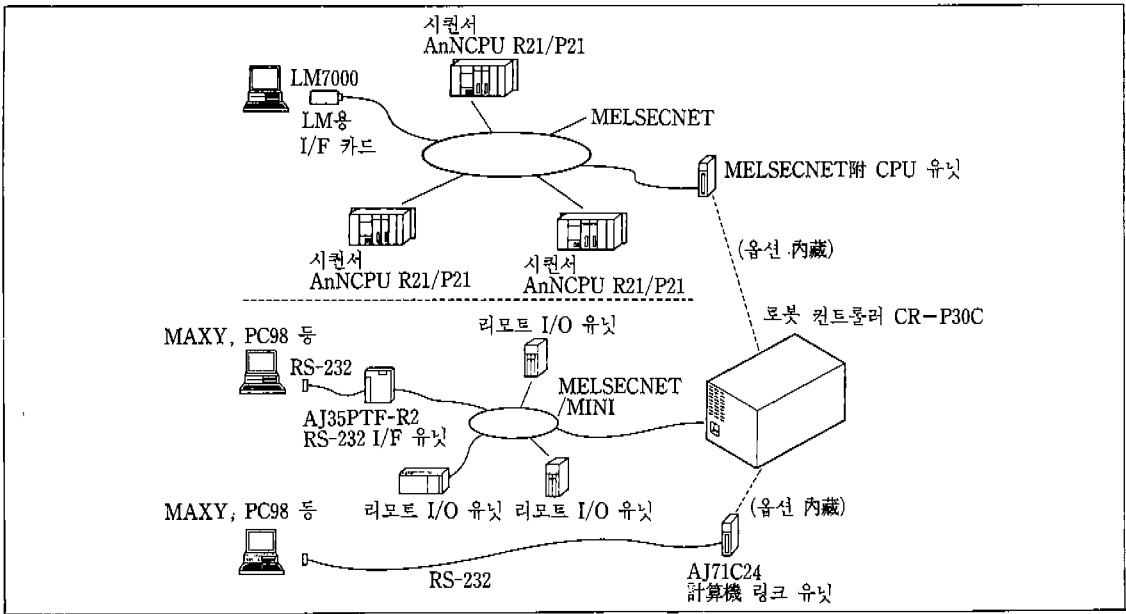 시퀀서
AnNCPU R21/P21
LM7000
LM용
I/F 카드
MELSECNET
MELSECNET附 CPU 유닛
시퀀서
AnNCPU R21/P21
시퀀서
AnNCPU R21/P21
(옵션 內藏)
로봇 컨트롤러 CR-P30C
리모트 I/O 유닛
MAXY, PC98 등
RS-232
MELSECNET
/MINI
AJ35PTF-R2
RS-232 I/F 유닛
리모트 I/O 유닛 리모트 I/O 유닛
(옵션 內藏)
MAXY, PC98 등
RS-232
AJ71C24
計算機 링크 유닛